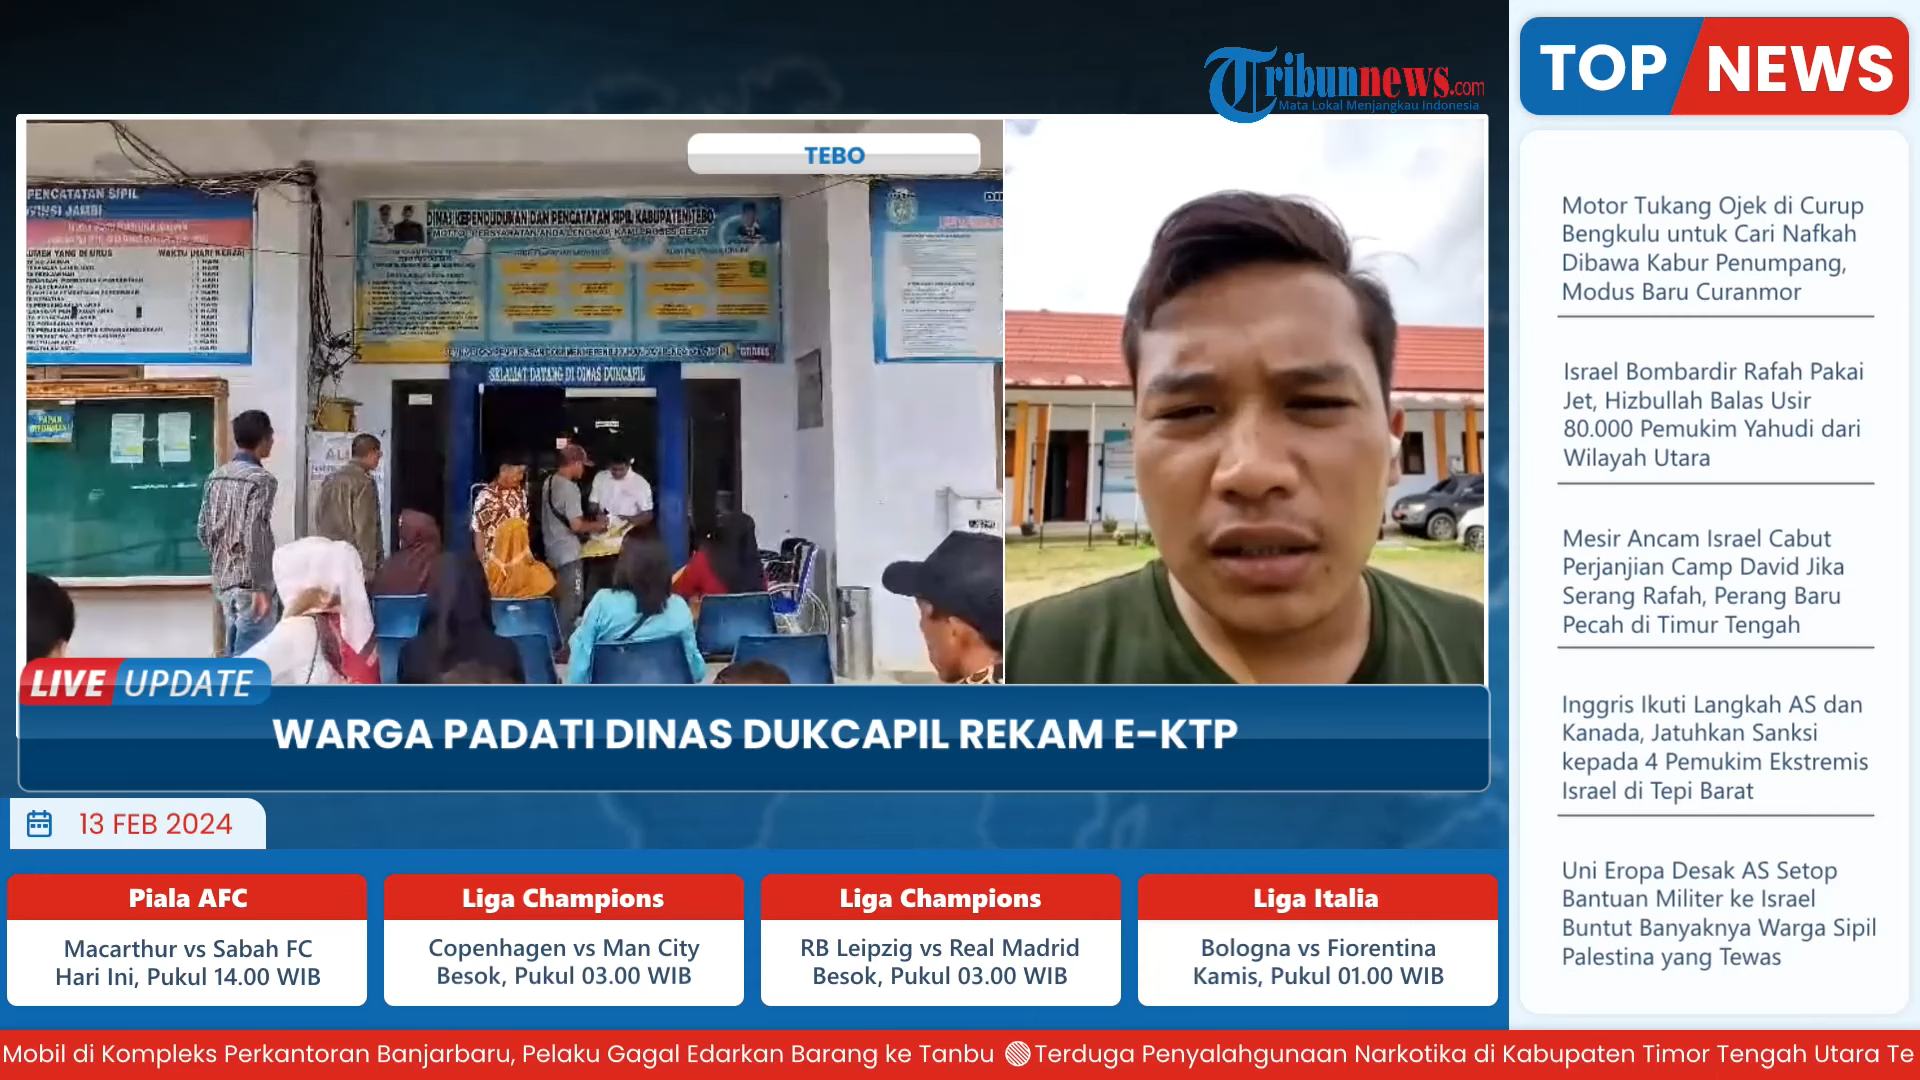 Tribunnews.com
Mata Lokal Menjangkau Indonesia
TOP NEWS
TEBO
PENCATATAN SIPIL
WAKTU (HARI KERJA)
DINAS KEPENDUDUKAN DAN PENCATATAN SIPIL KABUPATEN TEBO
SELAMAT DATANG DI DINAS DUKCAPIL
LIVE UPDATE
WARGA PADATI DINAS DUKCAPIL REKAM E-KTP
13 FEB 2024
Piala AFC
Macarthur vs Sabah FC
Hari Ini, Pukul 14.00 WIB
Liga Champions
Copenhagen vs Man City
Besok, Pukul 03.00 WIB
Liga Champions
RB Leipzig vs Real Madrid
Besok, Pukul 03.00 WIB
Liga Italia
Bologna vs Fiorentina
Kamis, Pukul 01.00 WIB
Motor Tukang Ojek di Curup
Bengkulu untuk Cari Nafkah
Dibawa Kabur Penumpang,
Modus Baru Curanmor
Israel Bombardir Rafah Pakai
Jet, Hizbullah Balas Usir
80.000 Pemukim Yahudi dari
Wilayah Utara
Mesir Ancam Israel Cabut
Perjanjian Camp David Jika
Serang Rafah, Perang Baru
Pecah di Timur Tengah
Inggris Ikuti Langkah AS dan
Kanada, Jatuhkan Sanksi
kepada 4 Pemukim Ekstremis
Israel di Tepi Barat
Uni Eropa Desak AS Setop
Bantuan Militer ke Israel
Buntut Banyaknya Warga Sipil
Palestina yang Tewas
Mobil di Kompleks Perkantoran Banjarbaru, Pelaku Gagal Edarkan Barang ke Tanbu Terduga Penyalahgunaan Narkotika di Kabupaten Timor Tengah Utara Te